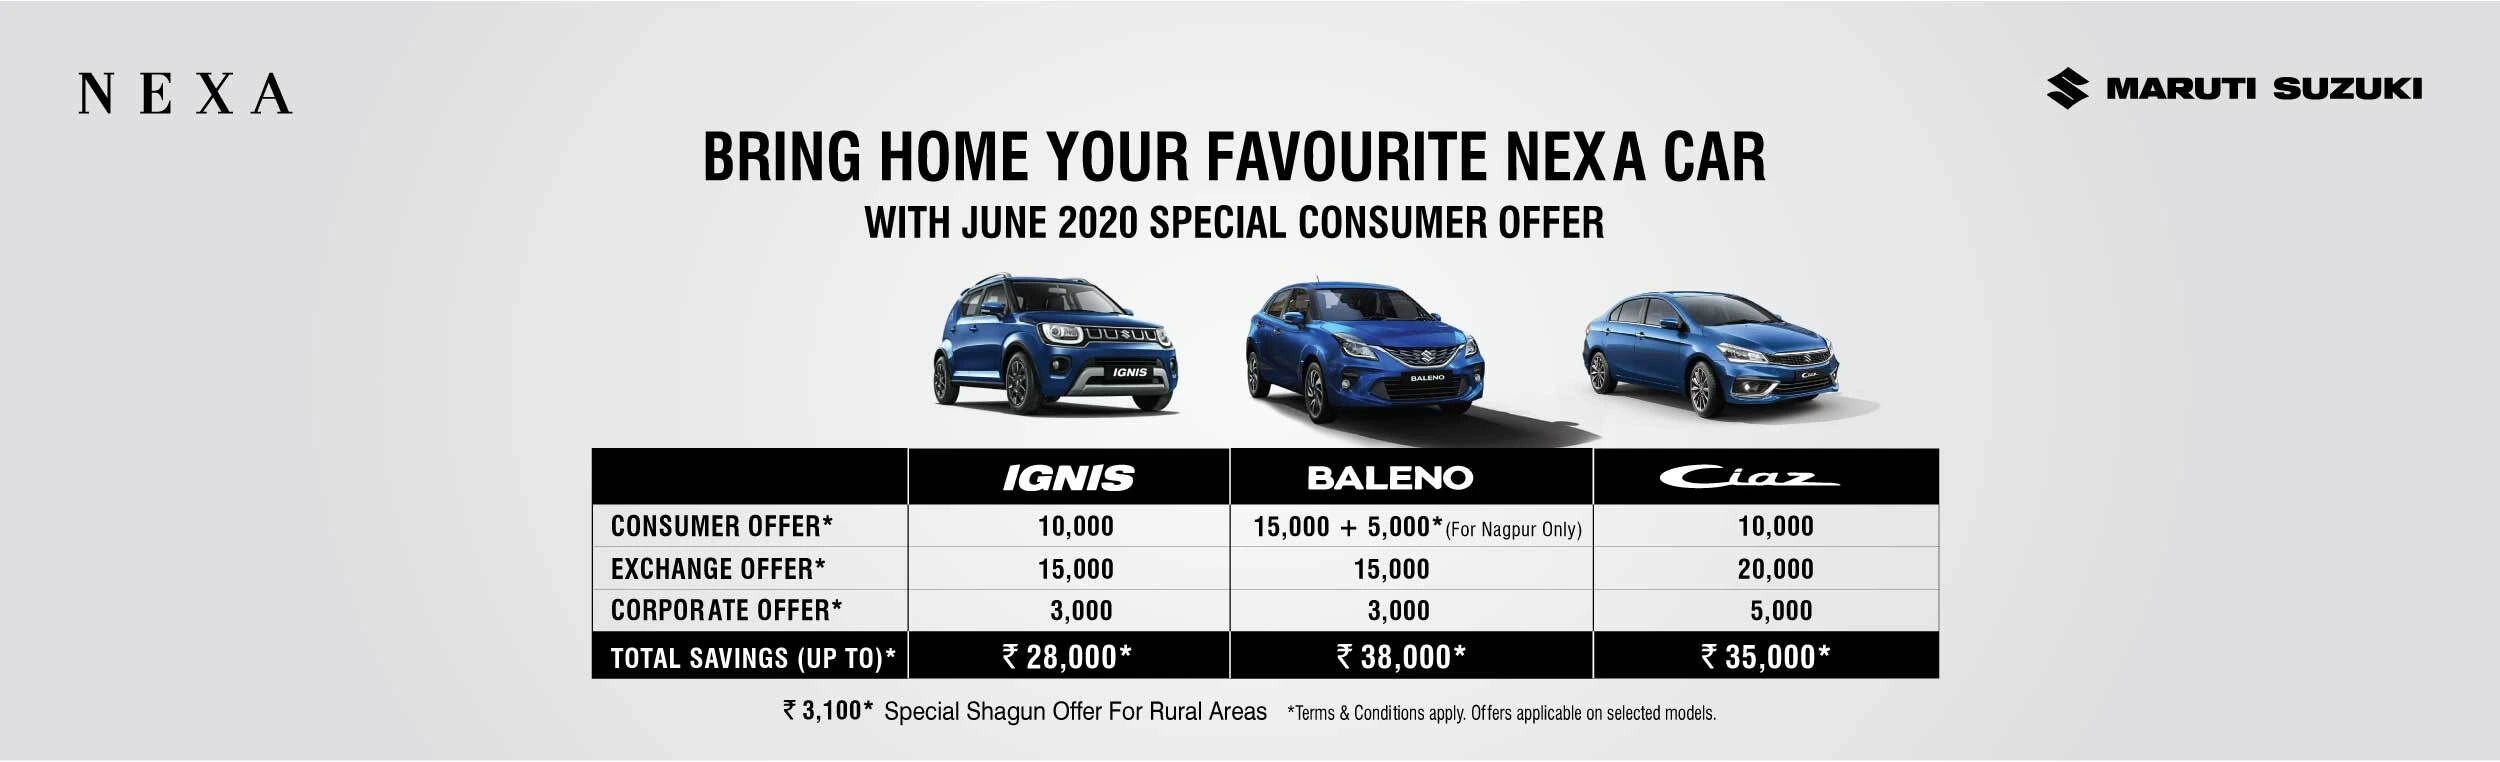 NEXA
MARUTI SUZUKI
BRING HOME YOUR FAVOURITE NEXA CAR
WITH JUNE 2020 SPECIAL CONSUMER OFFER
IGNIS
BALENO
Ciaz
IGNIS BALENO Ciaz
CONSUMER OFFER* 10,000 15,000 + 5,000* (For Nagpur Only) 10,000
EXCHANGE OFFER* 15,000 15,000 20,000
CORPORATE OFFER* 3,000 3,000 5,000
TOTAL SAVINGS (UP TO)* ₹ 28,000* ₹ 38,000* ₹ 35,000*
₹ 3,100* Special Shagun Offer For Rural Areas *Terms & Conditions apply. Offers applicable on selected models.